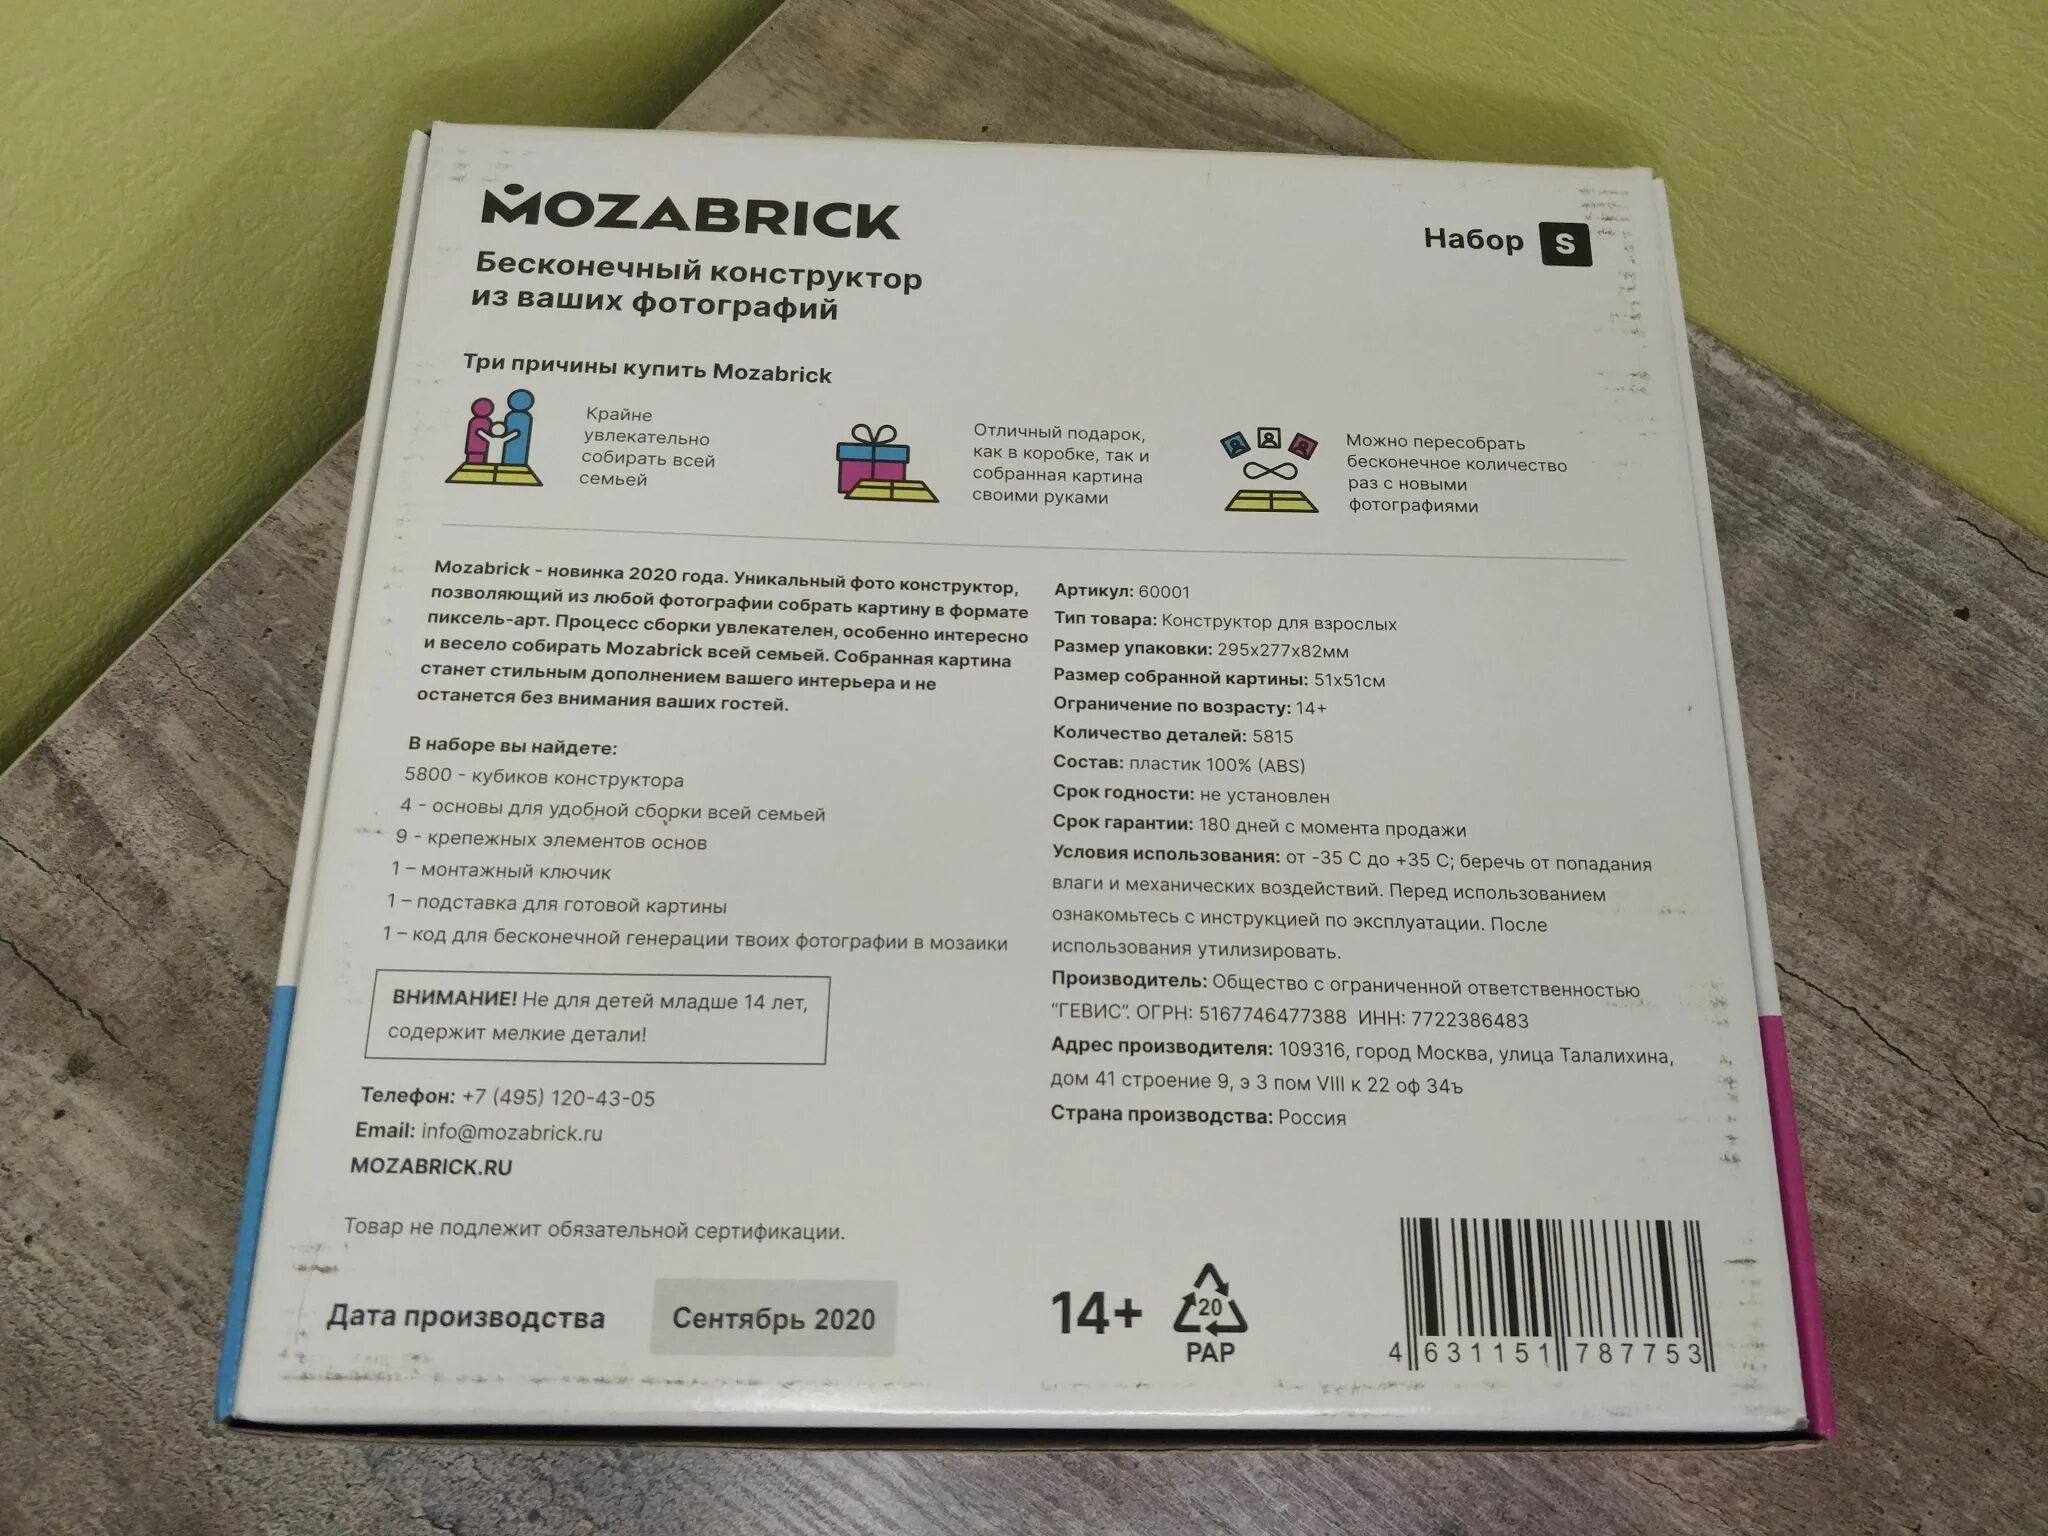 MOZABRICK
Набор S
Бесконечный конструктор
из ваших фотографий
Три причины купить Mozabrick
Крайне
увлекательно
собирать всей
семьей
Отличный подарок,
как в коробке, так и
собранная картина
своими руками
Можно пересобрать
бесконечное количество
раз с новыми
фотографиями
Mozabrick - новинка 2020 года. Уникальный фото конструктор,
позволяющий из любой фотографии собрать картину в формате
пиксель-арт. Процесс сборки увлекателен, особенно интересно
и весело собирать Mozabrick всей семьей. Собранная картина
станет стильным дополнением вашего интерьера и не
останется без внимания ваших гостей.
В наборе вы найдете:
5800 - кубиков конструктора
4 - основы для удобной сборки всей семьей
9 - крепежных элементов основ
1 – монтажный ключик
1 – подставка для готовой картины
1 – код для бесконечной генерации твоих фотографии в мозаики
ВНИМАНИЕ! Не для детей младше 14 лет,
содержит мелкие детали!
Телефон: +7 (495) 120-43-05
Email: info@mozabrick.ru
MOZABRICK.RU
Товар не подлежит обязательной сертификации.
Дата производства Сентябрь 2020
Артикул: 60001
Тип товара: Конструктор для взрослых
Размер упаковки: 295х277х82мм
Размер собранной картины: 51х51см
Ограничение по возрасту: 14+
Количество деталей: 5815
Состав: пластик 100% (ABS)
Срок годности: не установлен
Срок гарантии: 180 дней с момента продажи
Условия использования: от -35 С до +35 С; беречь от попадания
влаги и механических воздействий. Перед использованием
ознакомьтесь с инструкцией по эксплуатации. После
использования утилизировать.
Производитель: Общество с ограниченной ответственностью
“ГЕВИС”. ОГРН: 5167746477388 ИНН: 7722386483
Адрес производителя: 109316, город Москва, улица Талалихина,
дом 41 строение 9, э 3 пом VIII к 22 оф 34ъ
Страна производства: Россия
14+
20
PAP
4 631151 787753